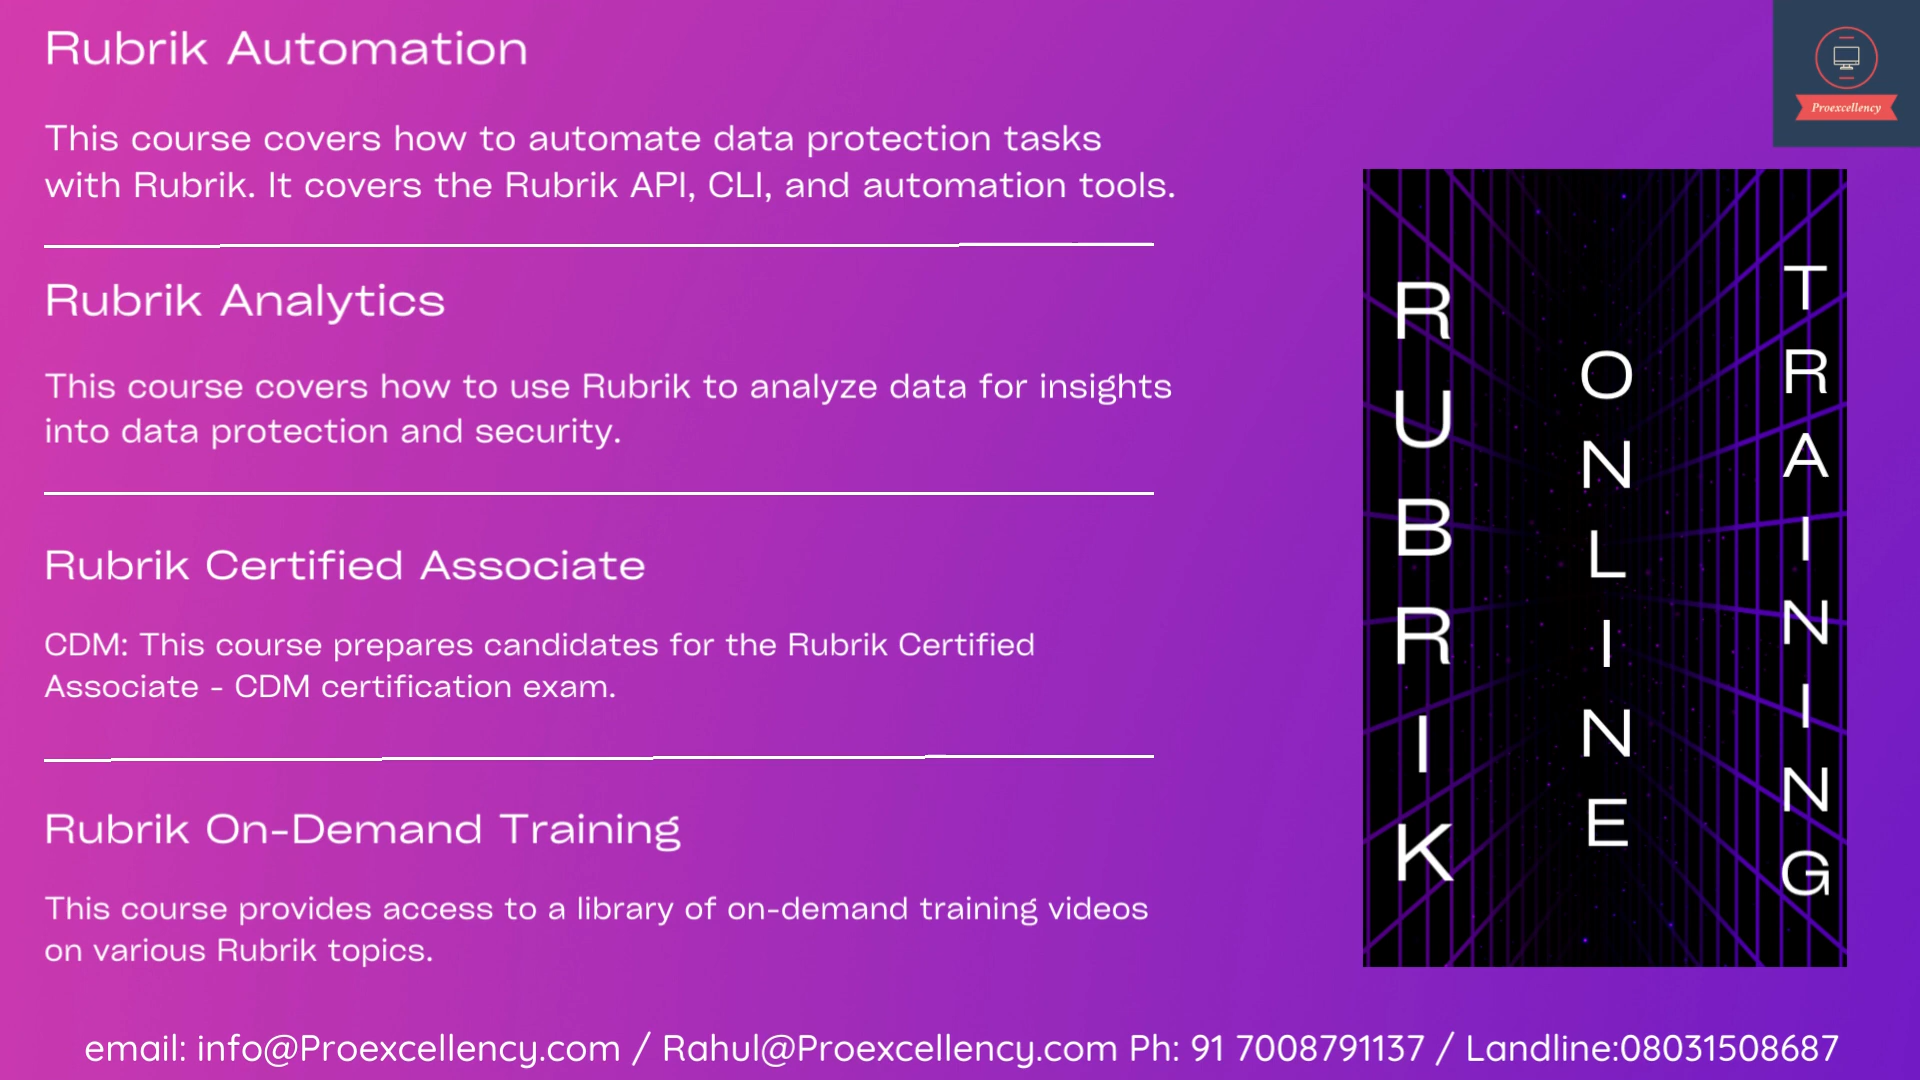 Rubrik Automation
This course covers how to automate data protection tasks
with Rubrik. It covers the Rubrik API, CLI, and automation tools.
Rubrik Analytics
This course covers how to use Rubrik to analyze data for insights
into data protection and security.
Rubrik Certified Associate
CDM: This course prepares candidates for the Rubrik Certified
Associate - CDM certification exam.
Rubrik On-Demand Training
This course provides access to a library of on-demand training videos
on various Rubrik topics.
Proexcellency
RUBRIK
ONLINE
TRAINING
email: info@Proexcellency.com / Rahul@Proexcellency.com Ph: 91 7008791137 / Landline:08031508687